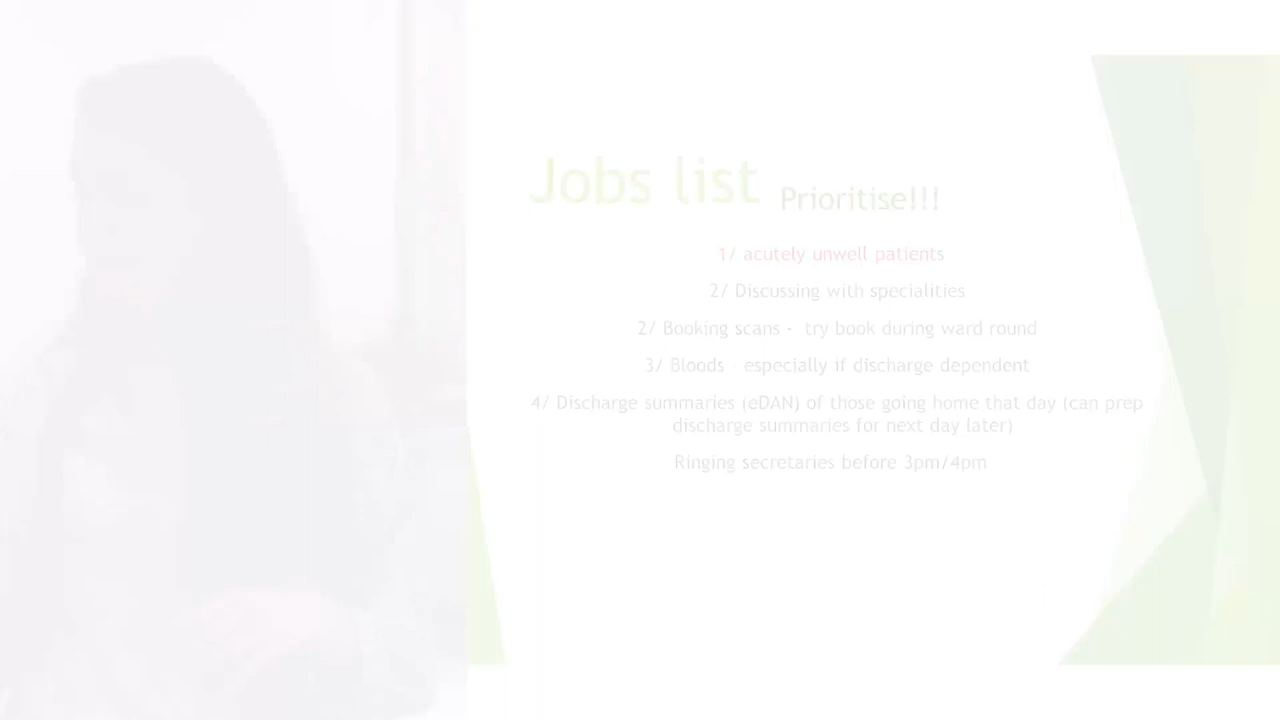 Jobs list Prioritise!!!
1/ acutely unwell patients
2/ Discussing with specialities
2/ Booking scans - try book during ward round
3/ Bloods - especially if discharge dependent
4/ Discharge summaries (eDAN) of those going home that day (can prep
discharge summaries for next day later)
Ringing secretaries before 3pm/4pm